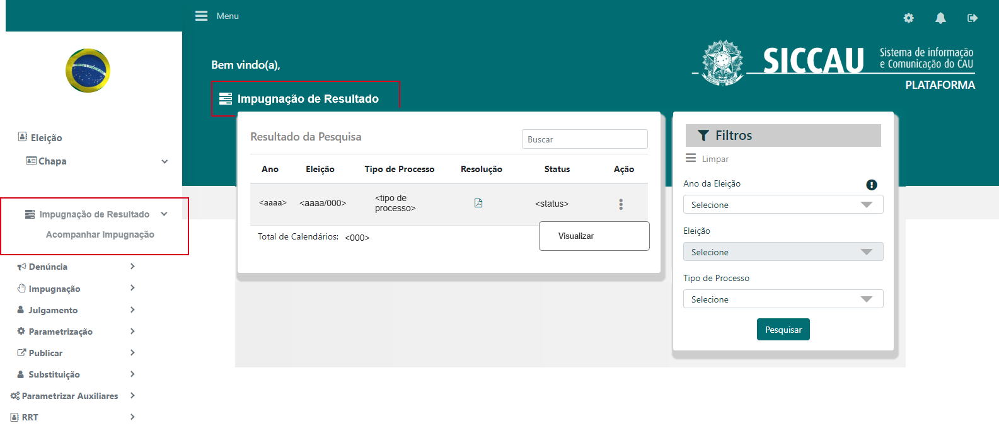 Menu
Bem vindo(a),
SICCAU
Sistema de informação
e Comunicação do CAU
PLATAFORMA
Impugnação de Resultado
Eleição
Chapa
Impugnação de Resultado
Acompanhar Impugnação
Denúncia
Impugnação
Julgamento
Parametrização
Publicar
Substituição
Parametrizar Auxiliares
RRT
Resultado da Pesquisa
Buscar
Ano Eleição Tipo de Processo Resolução Status Ação
<aaaa> <aaaa/000> <tipo de
processo> <status>
Total de Calendários: <000>
Visualizar
Filtros
Limpar
Ano da Eleição
Selecione
Eleição
Selecione
Tipo de Processo
Selecione
Pesquisar